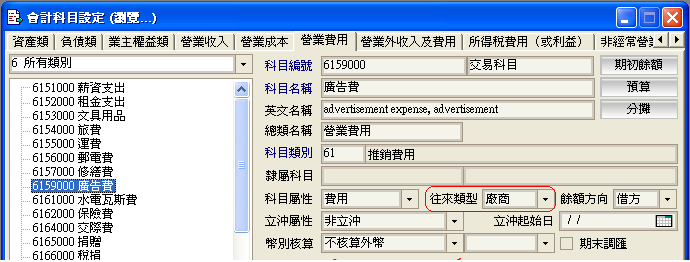 會計科目設定 (瀏覽...)
資產類 負債類 業主權益類 營業收入 營業成本 營業費用 營業外收入及費用 所得稅費用（或利益） 非經常營業
6 所有類別
6151000 薪資支出
6152000 租金支出
6153000 文具用品
6154000 旅費
6155000 運費
6156000 郵電費
6157000 修繕費
6159000 廣告費
6161000 水電瓦斯費
6162000 保險費
6164000 交際費
6165000 捐贈
6166000 稅捐
科目編號 6159000 交易科目 期初餘額
科目名稱 廣告費 預算
英文名稱 advertisement expense, advertisement 分攤
總類名稱 營業費用
科目類別 61 推銷費用
隸屬科目
科目屬性 費用 往來類型 廠商 餘額方向 借方
立沖屬性 非立沖 立沖起始日 / /
幣別核算 不核算外幣 期末調匯